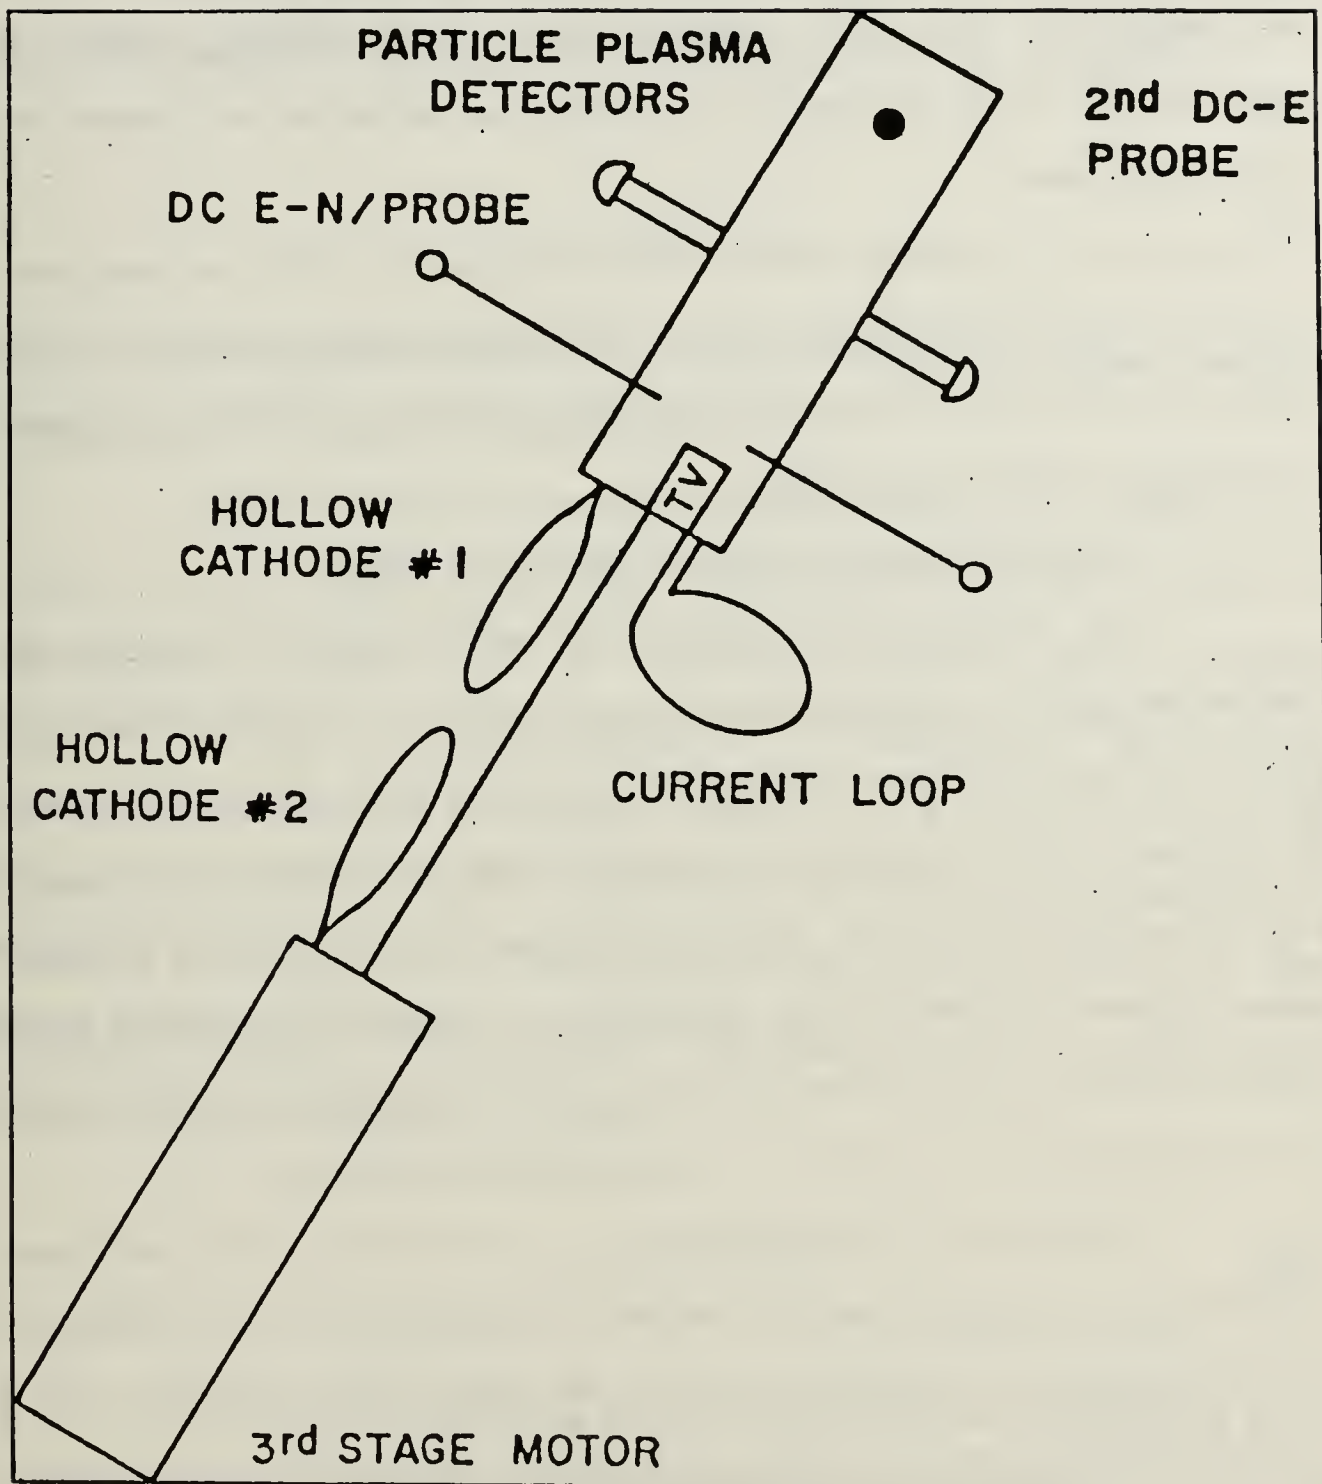 PARTICLE PLASMA
DETECTORS
2nd DC-E
PROBE
DC E-N/PROBE
TV
HOLLOW
CATHODE #1
HOLLOW
CATHODE #2
CURRENT LOOP
3rd STAGE MOTOR